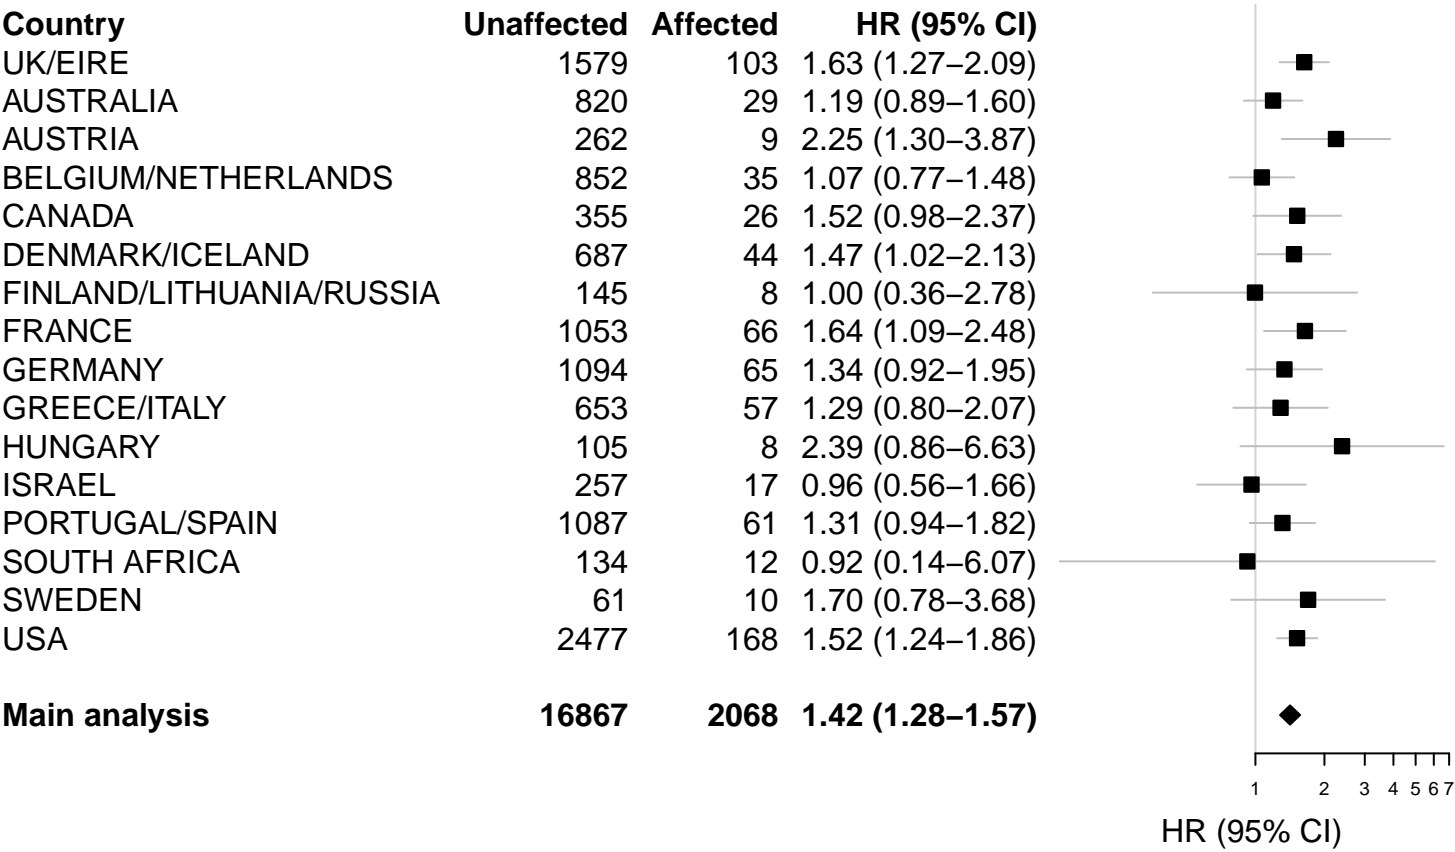 Country Unaffected Affected HR (95% CI)
UK/EIRE 1579 103 1.63 (1.27–2.09)
AUSTRALIA 820 29 1.19 (0.89–1.60)
AUSTRIA 262 9 2.25 (1.30–3.87)
BELGIUM/NETHERLANDS 852 35 1.07 (0.77–1.48)
CANADA 355 26 1.52 (0.98–2.37)
DENMARK/ICELAND 687 44 1.47 (1.02–2.13)
FINLAND/LITHUANIA/RUSSIA 145 8 1.00 (0.36–2.78)
FRANCE 1053 66 1.64 (1.09–2.48)
GERMANY 1094 65 1.34 (0.92–1.95)
GREECE/ITALY 653 57 1.29 (0.80–2.07)
HUNGARY 105 8 2.39 (0.86–6.63)
ISRAEL 257 17 0.96 (0.56–1.66)
PORTUGAL/SPAIN 1087 61 1.31 (0.94–1.82)
SOUTH AFRICA 134 12 0.92 (0.14–6.07)
SWEDEN 61 10 1.70 (0.78–3.68)
USA 2477 168 1.52 (1.24–1.86)
Main analysis 16867 2068 1.42 (1.28–1.57)
1 2 3 4 5 6 7
HR (95% CI)